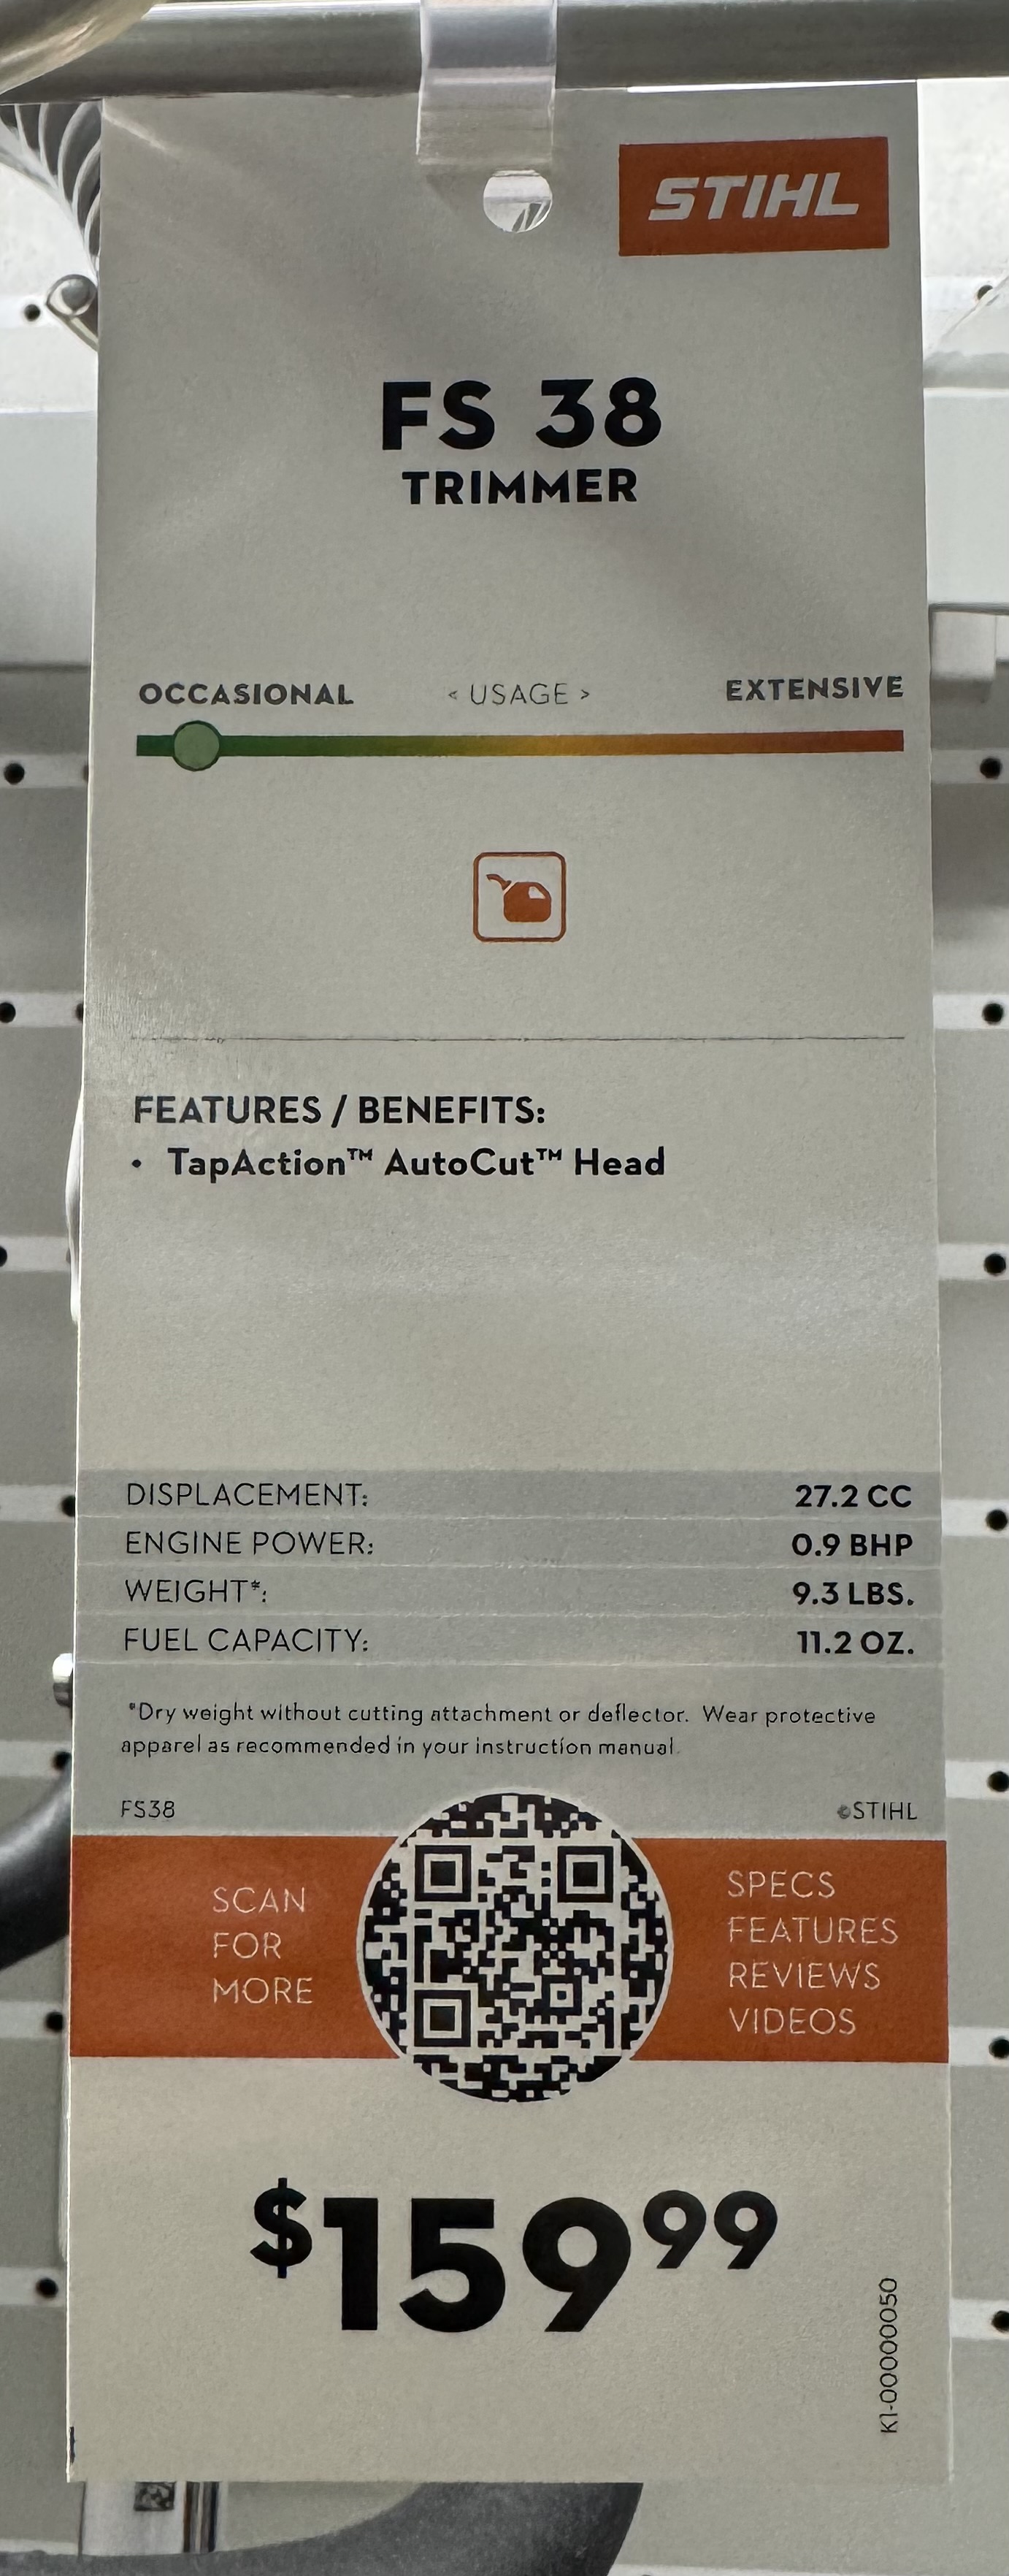 STIHL
FS 38
TRIMMER
OCCASIONAL < USAGE > EXTENSIVE
FEATURES / BENEFITS:
• TapAction™ AutoCut™ Head
DISPLACEMENT: 27.2 CC
ENGINE POWER: 0.9 BHP
WEIGHT*: 9.3 LBS.
FUEL CAPACITY: 11.2 OZ.
*Dry weight without cutting attachment or deflector. Wear protective
apparel as recommended in your instruction manual.
FS38 ©STIHL
SCAN
FOR
MORE
SPECS
FEATURES
REVIEWS
VIDEOS
$15999
K1-00000050